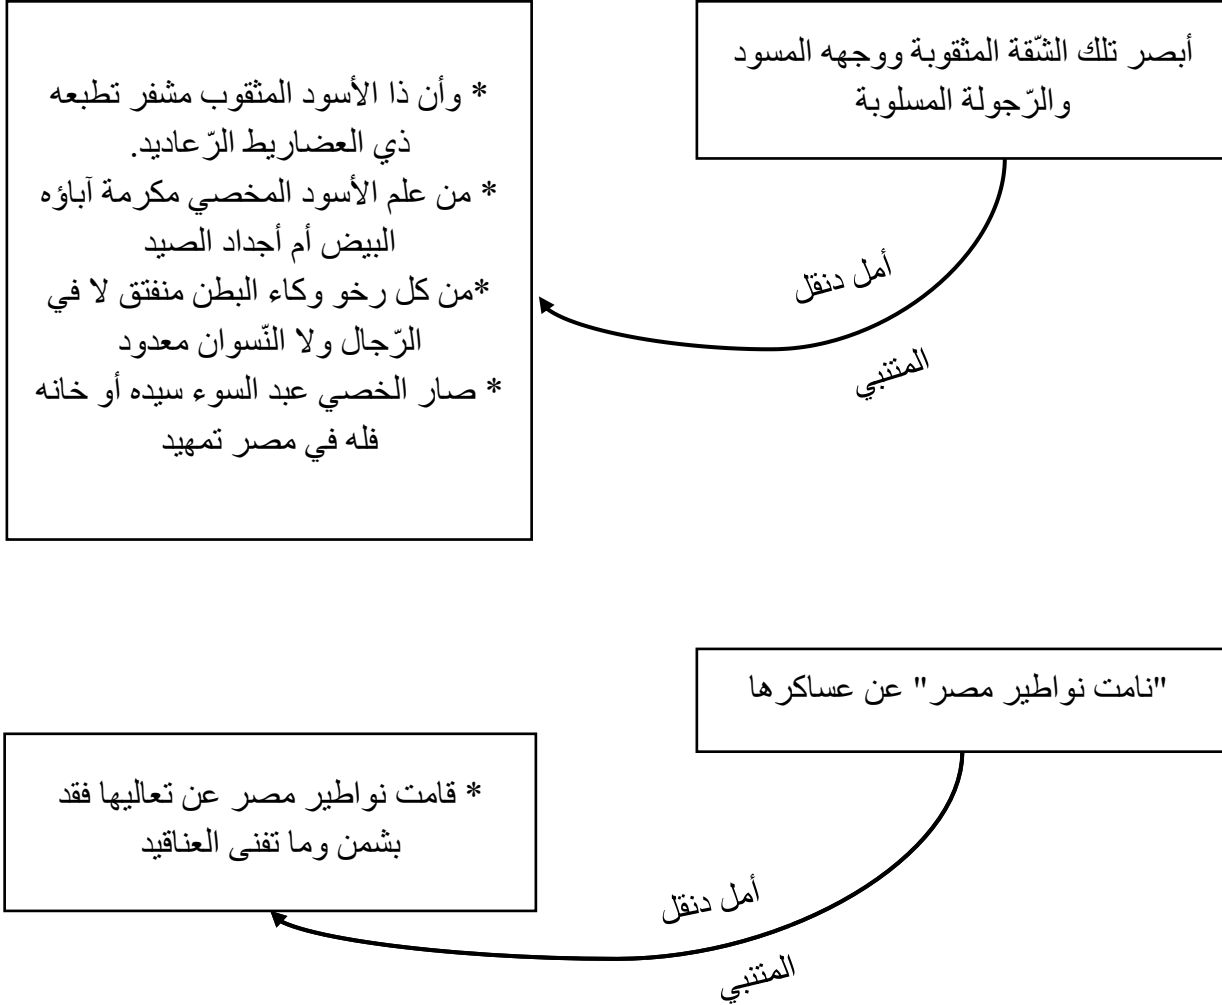 أبصر تلك الشّقة المثقوبة ووجهه المسود
والرّجولة المسلوبة
أمل دنقل
المتنبي
* وأن ذا الأسود المثقوب مشفر تطبعه
ذي العضاريط الرّعاديد.
* من علم الأسود المخصي مكرمة آباؤه
البيض أم أجداد الصيد
*من كل رخو وكاء البطن منفتق لا في
الرّجال ولا النّسوان معدود
* صار الخصي عبد السوء سيده أو خانه
فله في مصر تمهيد
"نامت نواطير مصر" عن عساكرها
أمل دنقل
المتنبي
* قامت نواطير مصر عن تعاليها فقد
بشمن وما تفنى العناقيد